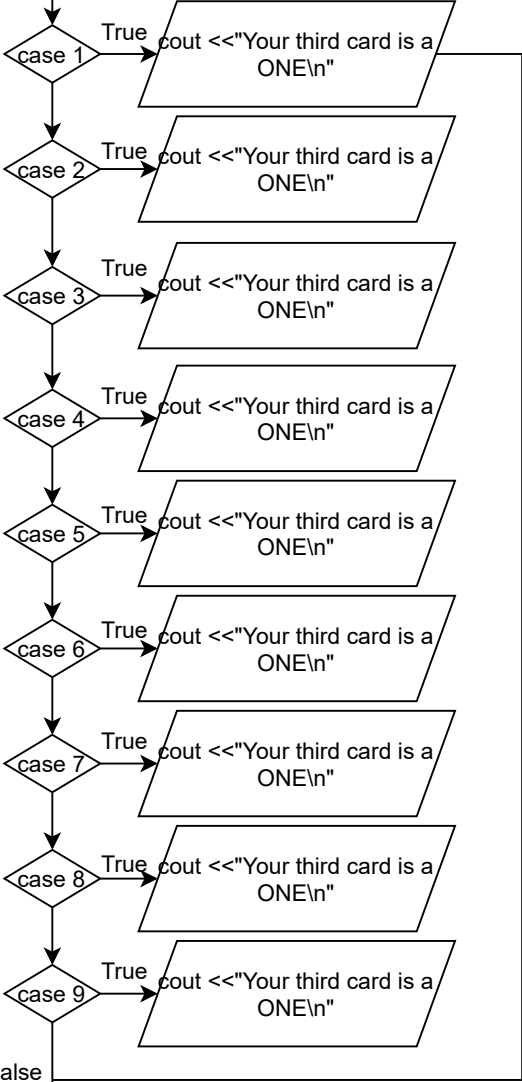 True
case 1
cout <<"Your third card is a
ONE\n"
True
case 2
cout <<"Your third card is a
ONE\n"
True
case 3
cout <<"Your third card is a
ONE\n"
True
case 4
cout <<"Your third card is a
ONE\n"
True
case 5
cout <<"Your third card is a
ONE\n"
True
case 6
cout <<"Your third card is a
ONE\n"
True
case 7
cout <<"Your third card is a
ONE\n"
True
case 8
cout <<"Your third card is a
ONE\n"
True
case 9
cout <<"Your third card is a
ONE\n"
alse